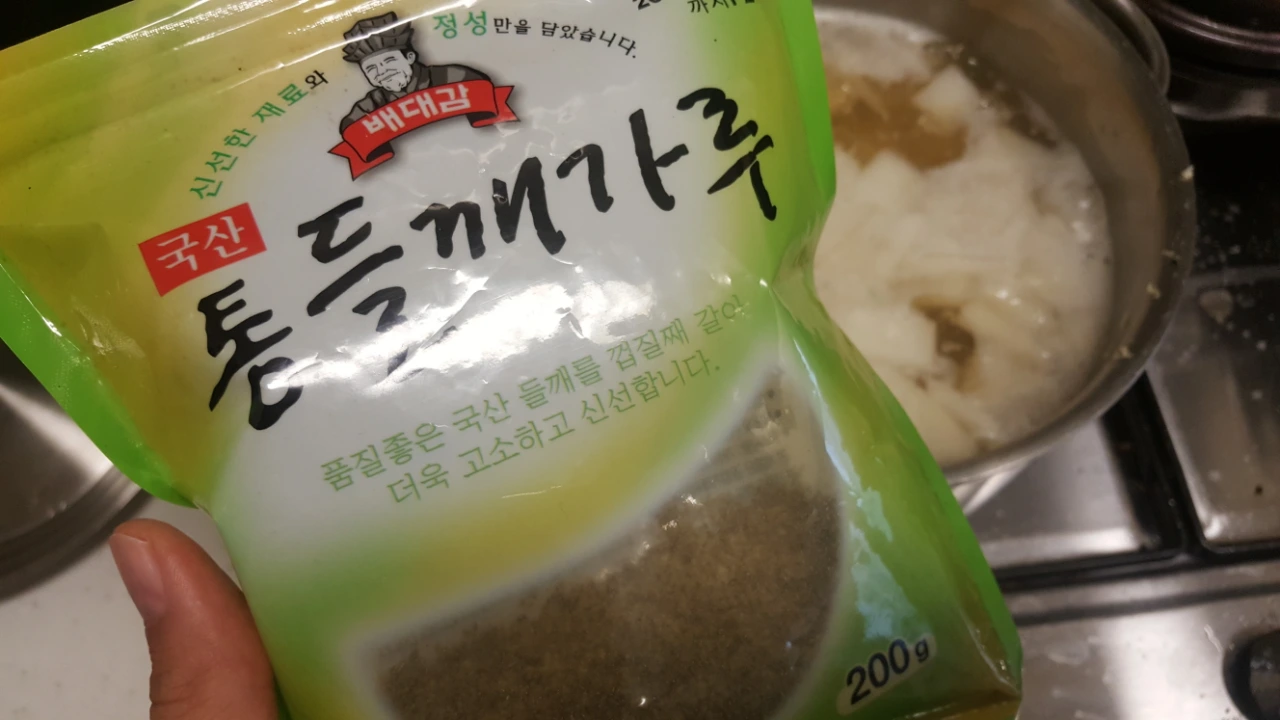 신선한 재료와
정성만을 담았습니다.
배대감
국산
통들깨가루
품질좋은 국산 들깨를 껍질째 갈아
더욱 고소하고 신선합니다.
200g